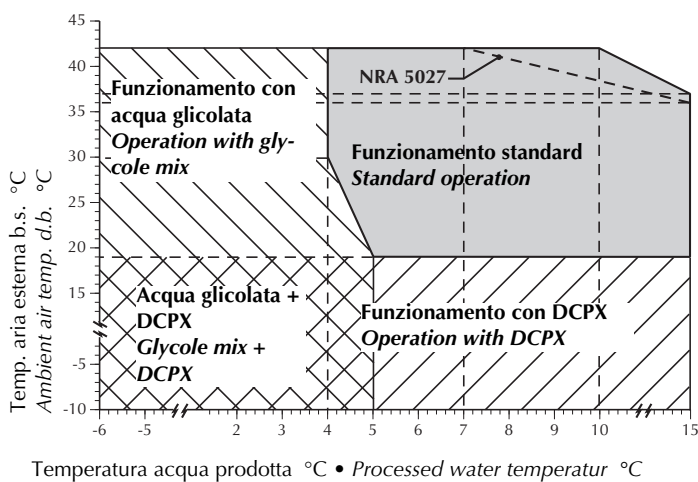 Temp. aria esterna b.s. °C
Ambient air temp. d.b. °C
45
40
35
30
25
20
15
-5
-10
NRA 5027
Funzionamento con
acqua glicolata
Operation with gly-
cole mix
Funzionamento standard
Standard operation
Acqua glicolata +
DCPX
Glycole mix +
DCPX
Funzionamento con DCPX
Operation with DCPX
-6 -5 2 3 4 5 6 7 8 9 10 15
Temperatura acqua prodotta °C • Processed water temperatur °C